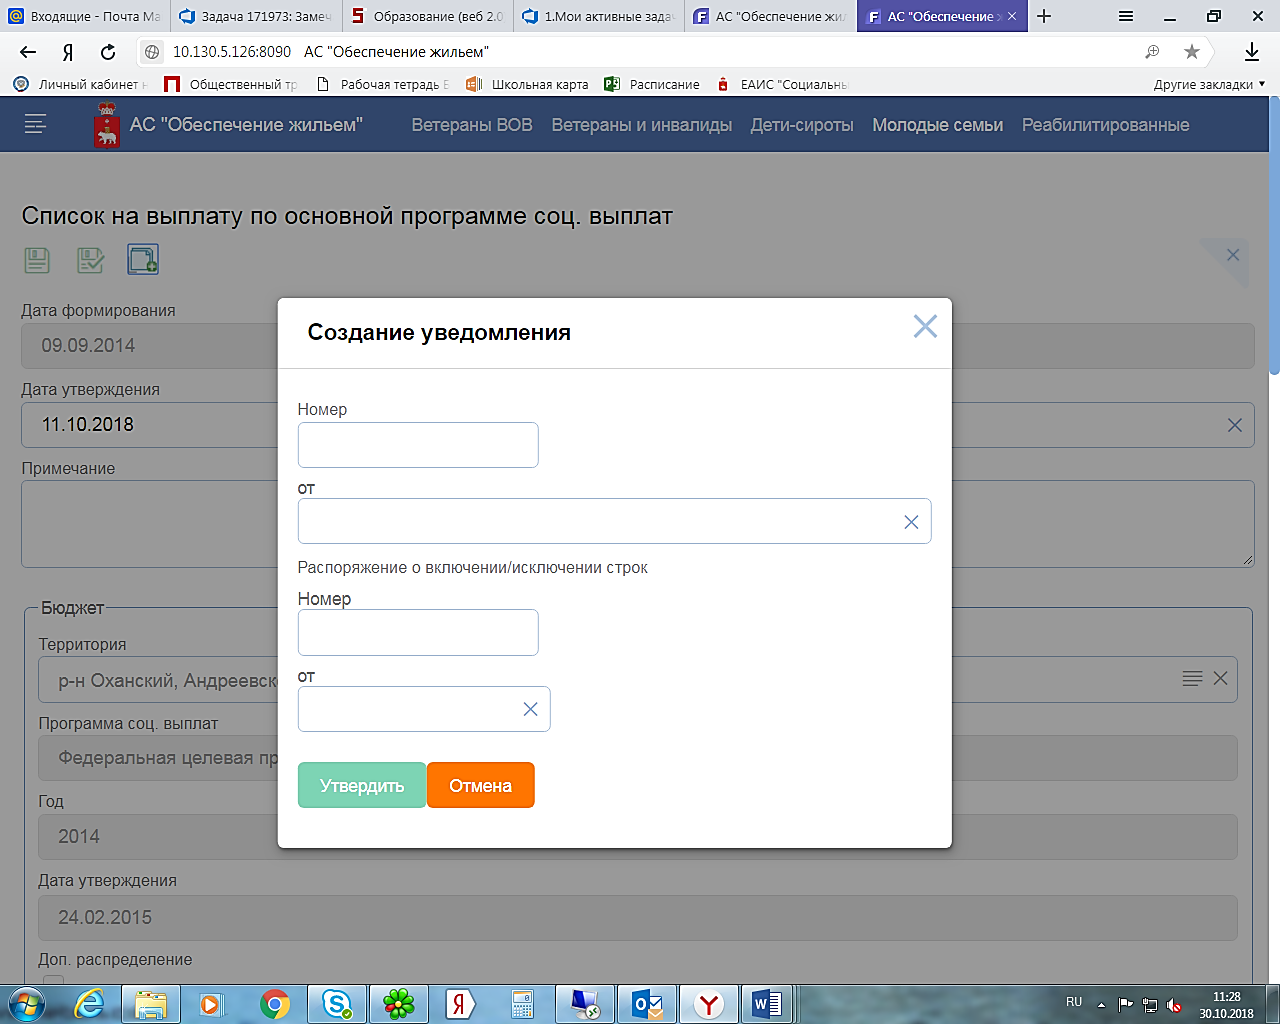 Входящие - Почта Ма
Задача 171973: Замеч
Образование (веб 2.0
1.Мои активные задач
АС "Обеспечение жил
АС "Обеспечение ж
10.130.5.126:8090 АС "Обеспечение жильем"
Личный кабинет н
Общественный тр
Рабочая тетрадь Б
Школьная карта
Расписание
ЕАИС "Социальны
Другие закладки
АС "Обеспечение жильем"
Ветераны ВОВ
Ветераны и инвалиды
Дети-сироты
Молодые семьи
Реабилитированные
Список на выплату по основной программе соц. выплат
Дата формирования
09.09.2014
Дата утверждения
11.10.2018
Примечание
Бюджет
Территория
р-н Оханский, Андреевско
Программа соц. выплат
Федеральная целевая пр
Год
2014
Дата утверждения
24.02.2015
Доп. распределение
Создание уведомления
Номер
от
Распоряжение о включении/исключении строк
Номер
от
Утвердить
Отмена
RU
11:28
30.10.2018